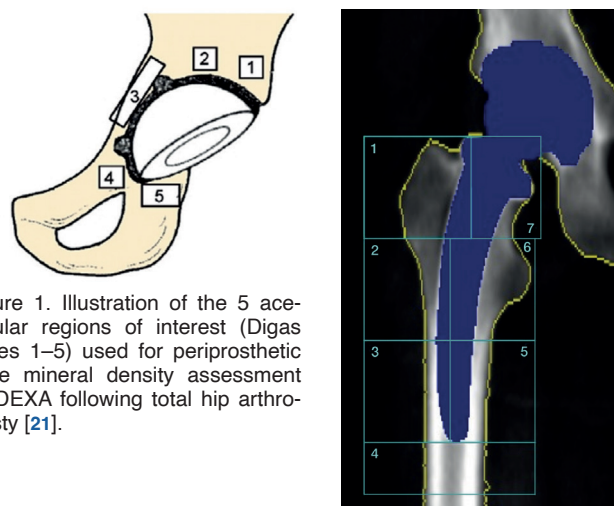 2
1
3
4
5
ure 1. Illustration of the 5 ace-
ular regions of interest (Digas
es 1–5) used for periprosthetic
e mineral density assessment
DEXA following total hip arthro-
sty [21].
1
7
2
6
3
5
4